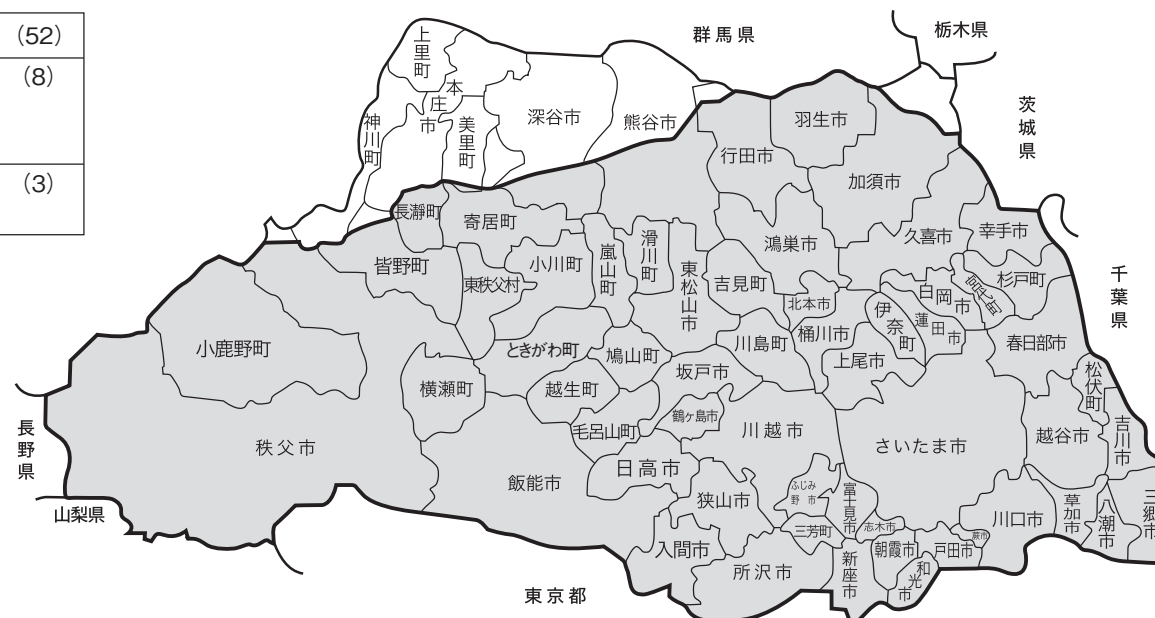 (52)
(8)
(3)
群馬県
栃木県
茨城県
千葉県
長野県
山梨県
東京都
上里町
本庄市
神川町
美里町
深谷市
熊谷市
行田市
羽生市
加須市
長瀞町
寄居町
皆野町
東秩父村
小川町
嵐山町
滑川町
東松山市
吉見町
鴻巣市
久喜市
幸手市
杉戸町
宮代町
白岡市
蓮田市
伊奈町
北本市
桶川市
上尾市
川島町
春日部市
松伏町
小鹿野町
ときがわ町
鳩山町
坂戸市
横瀬町
越生町
毛呂山町
鶴ヶ島市
川越市
さいたま市
越谷市
吉川市
秩父市
飯能市
日高市
狭山市
ふじみ
野市
富士見市
三芳町
志木市
川口市
草加市
八潮市
三郷市
入間市
所沢市
新座市
朝霞市
和光市
戸田市
蕨市